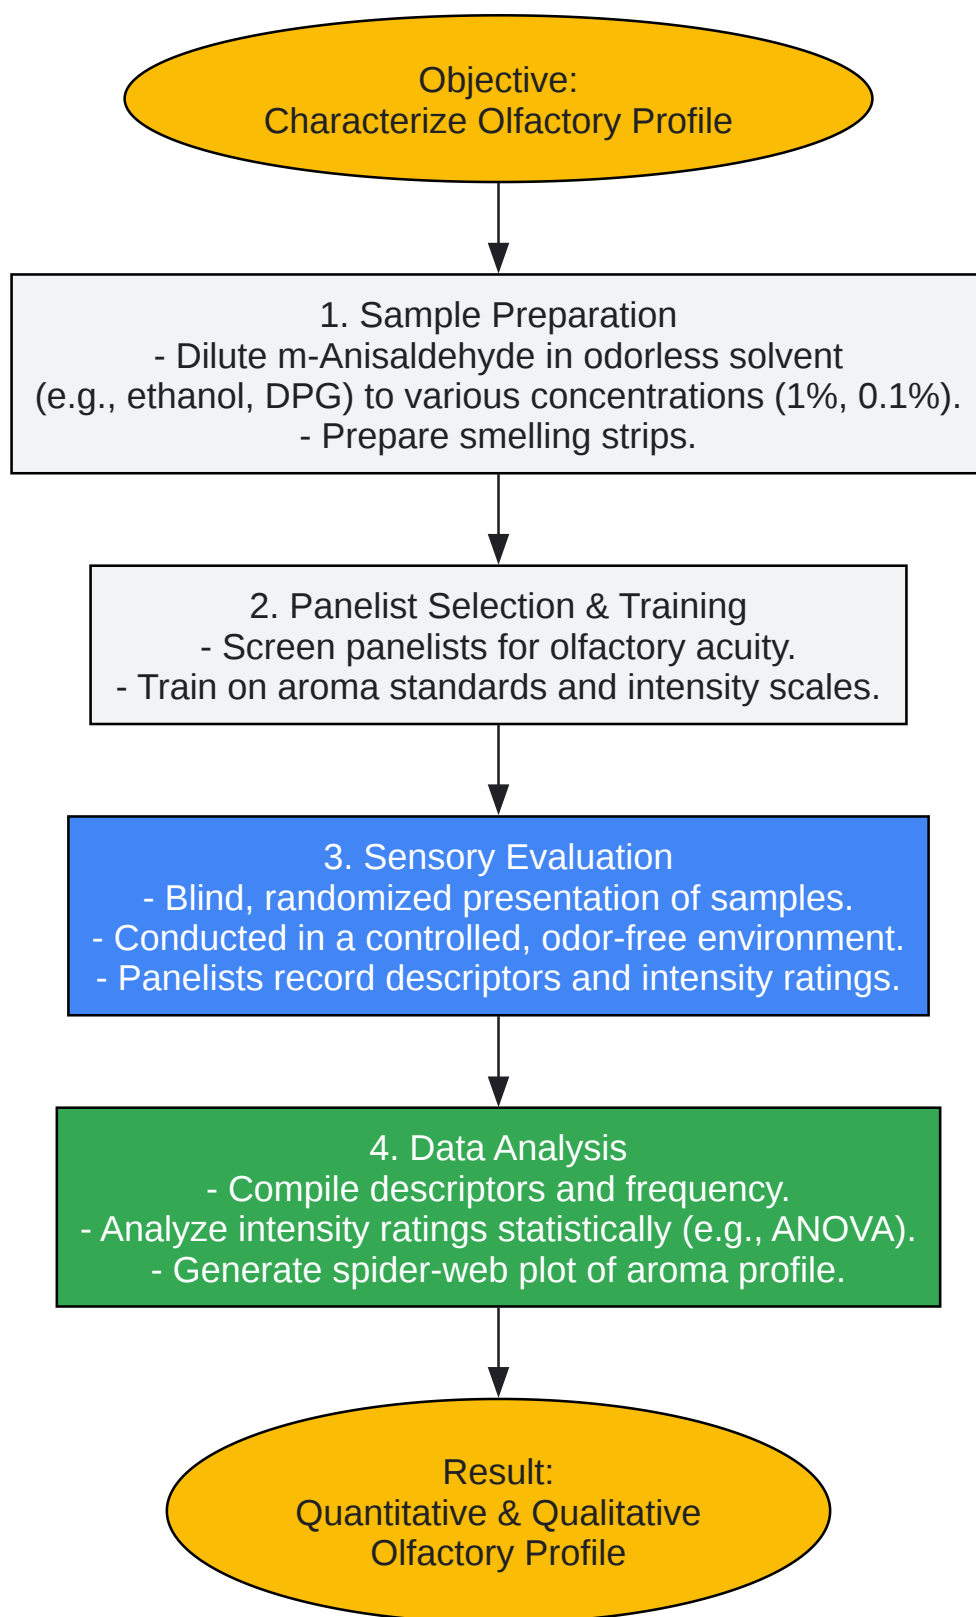 Objective:
Characterize Olfactory Profile
1. Sample Preparation
- Dilute m-Anisaldehyde in odorless solvent
(e.g., ethanol, DPG) to various concentrations (1%, 0.1%).
- Prepare smelling strips.
2. Panelist Selection & Training
- Screen panelists for olfactory acuity.
- Train on aroma standards and intensity scales.
3. Sensory Evaluation
- Blind, randomized presentation of samples.
- Conducted in a controlled, odor-free environment.
- Panelists record descriptors and intensity ratings.
4. Data Analysis
- Compile descriptors and frequency.
- Analyze intensity ratings statistically (e.g., ANOVA).
- Generate spider-web plot of aroma profile.
Result:
Quantitative & Qualitative
Olfactory Profile